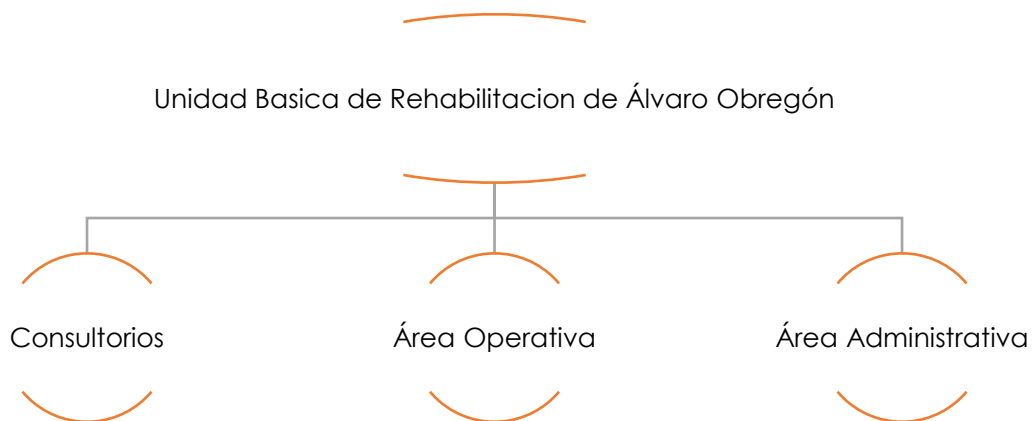 Unidad Basica de Rehabilitacion de Álvaro Obregón
Consultorios
Área Operativa
Área Administrativa